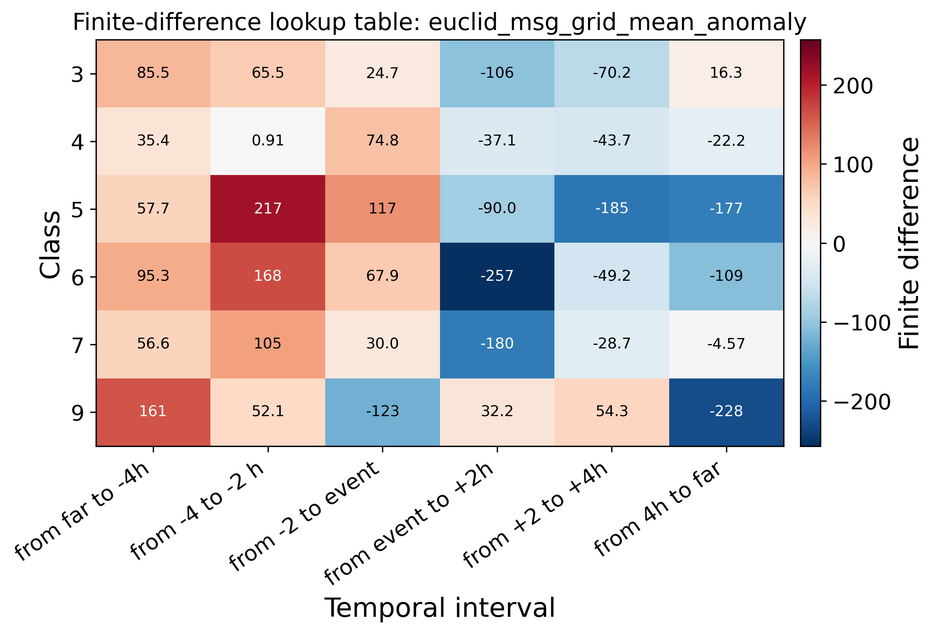 Finite-difference lookup table: euclid_msg_grid_mean_anomaly
3 85.5 65.5 24.7 -106 -70.2 16.3
4 35.4 0.91 74.8 -37.1 -43.7 -22.2
5 57.7 217 117 -90.0 -185 -177
6 95.3 168 67.9 -257 -49.2 -109
7 56.6 105 30.0 -180 -28.7 -4.57
9 161 52.1 -123 32.2 54.3 -228
Class
from far to -4h
from -4 to -2 h
from -2 to event
from event to +2h
from +2 to +4h
from 4h to far
Temporal interval
200
100
0
−100
−200
Finite difference